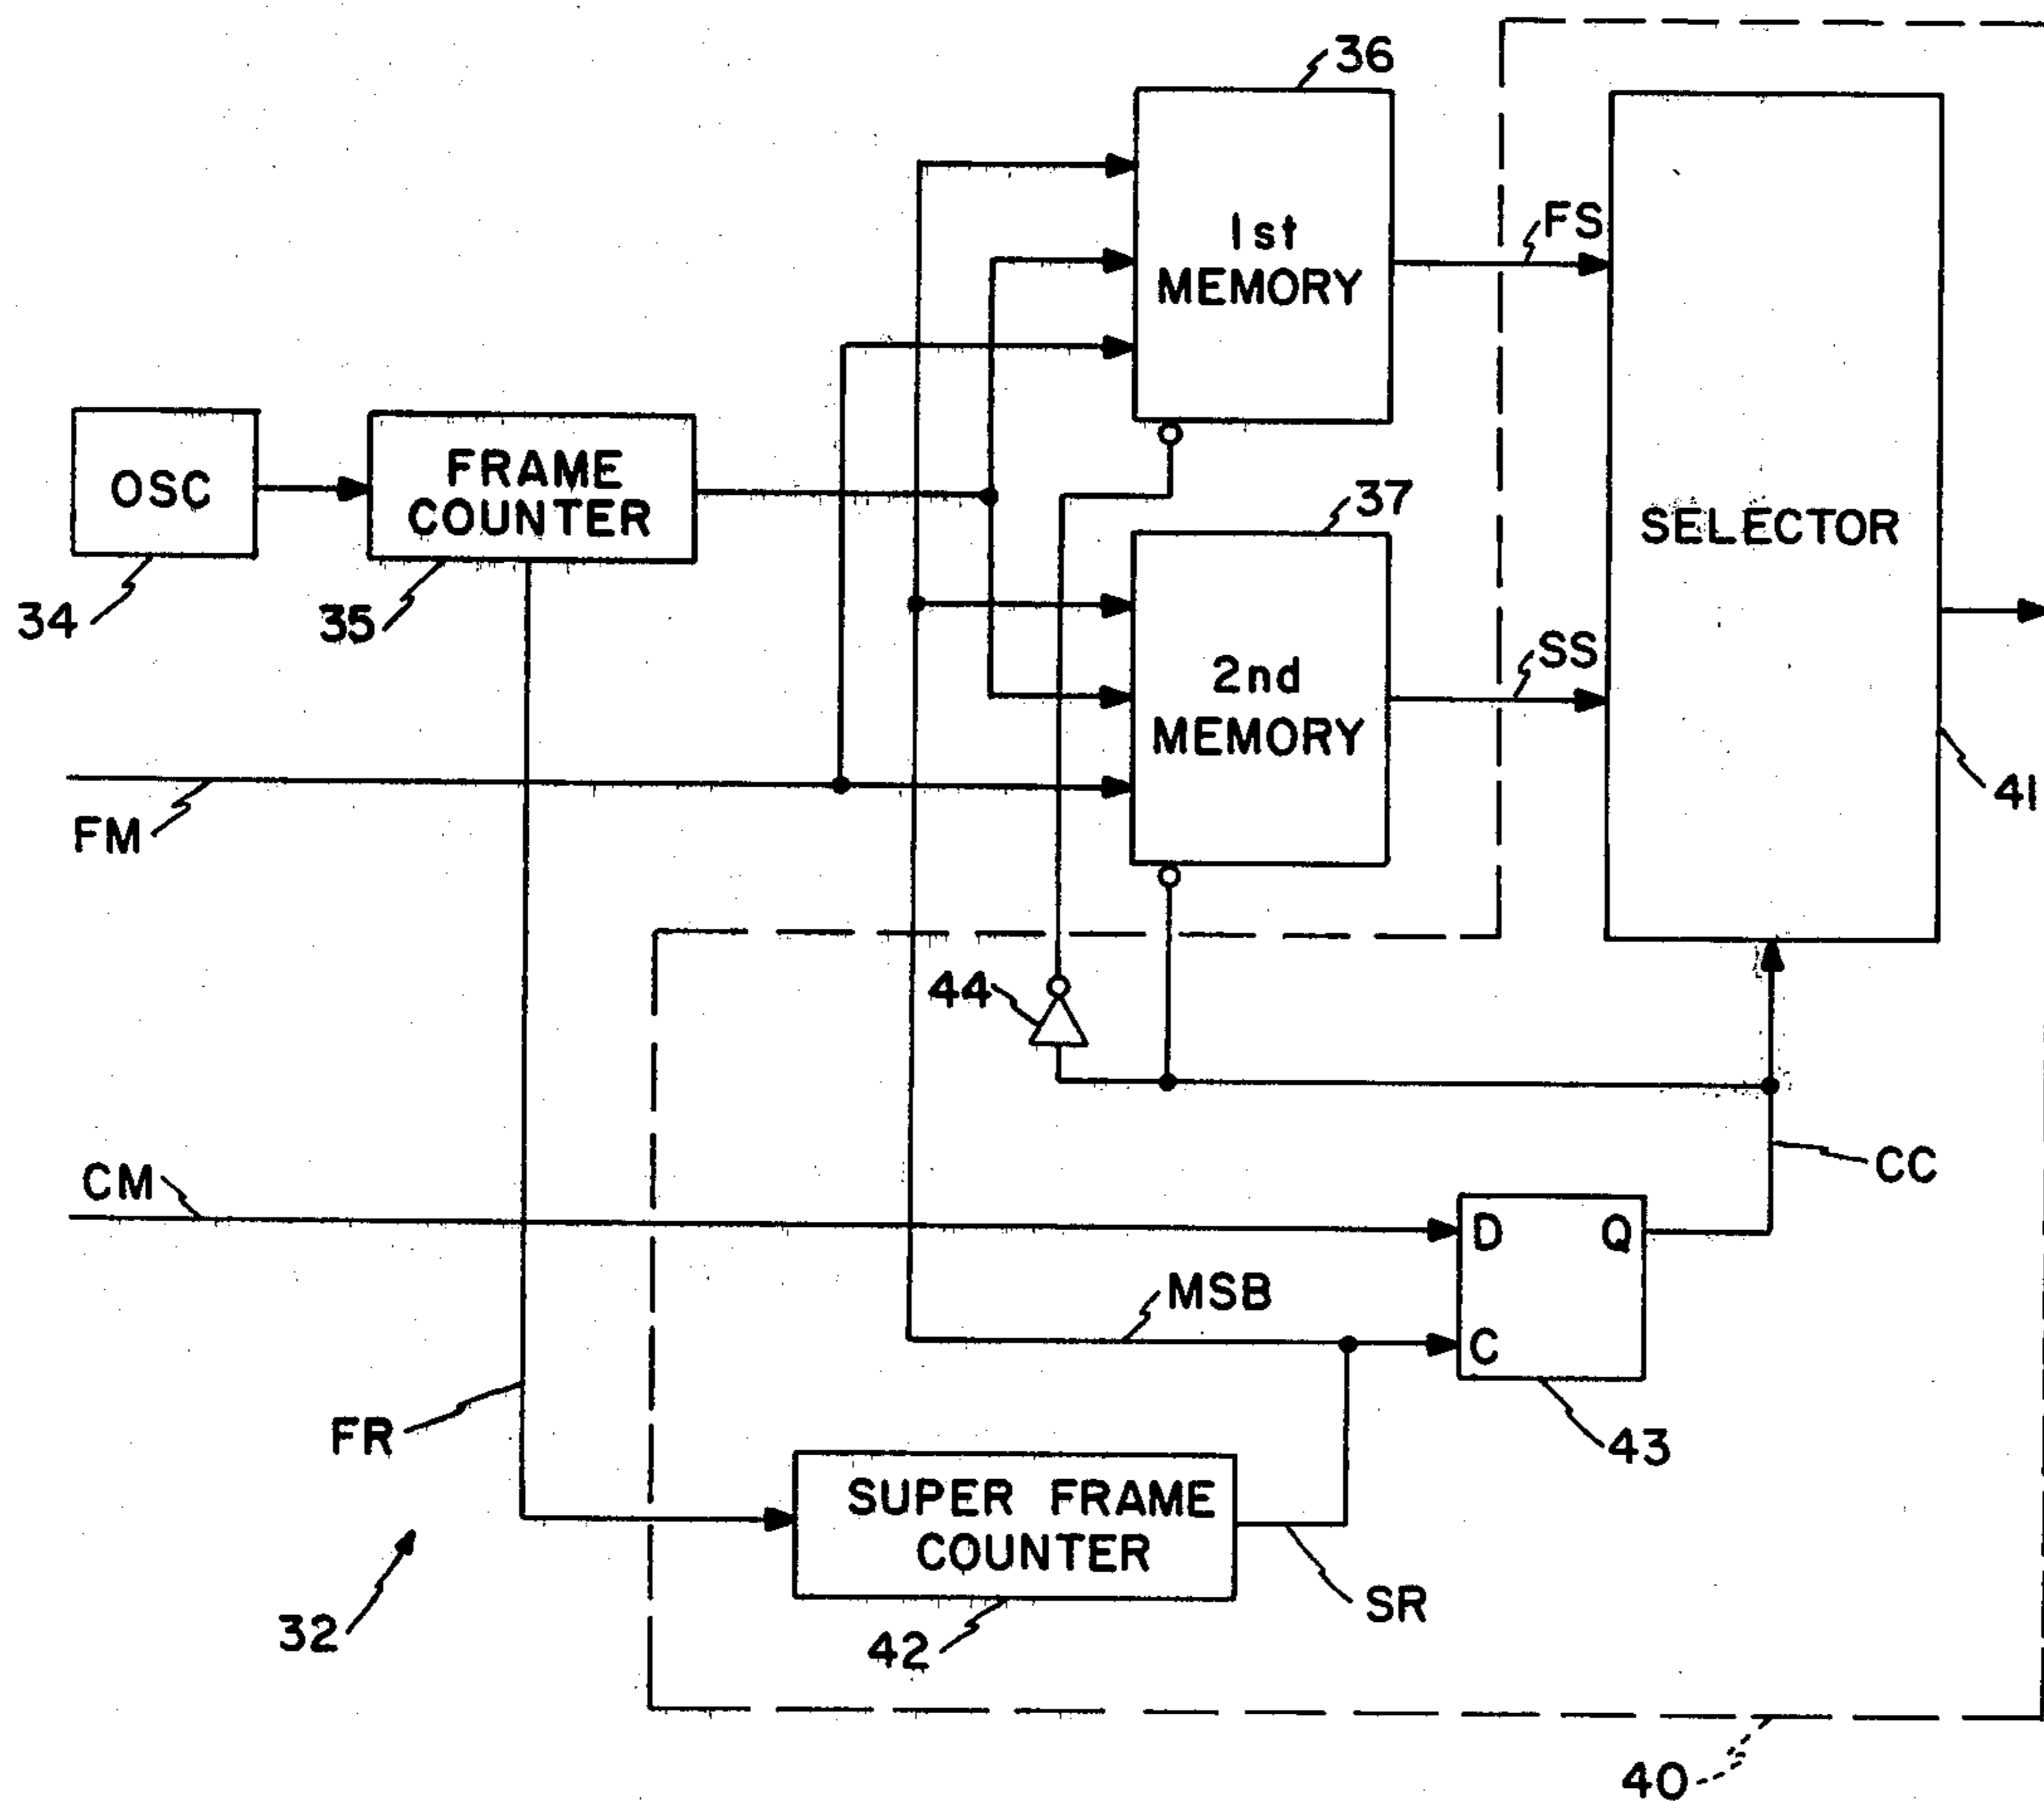 36
1st
MEMORY
FS
OSC
FRAME
COUNTER
37
34
35
SELECTOR
2nd
MEMORY
SS
41
FM
44
CM
CC
D
Q
MSB
C
FR
43
SUPER FRAME
COUNTER
SR
32
42
40